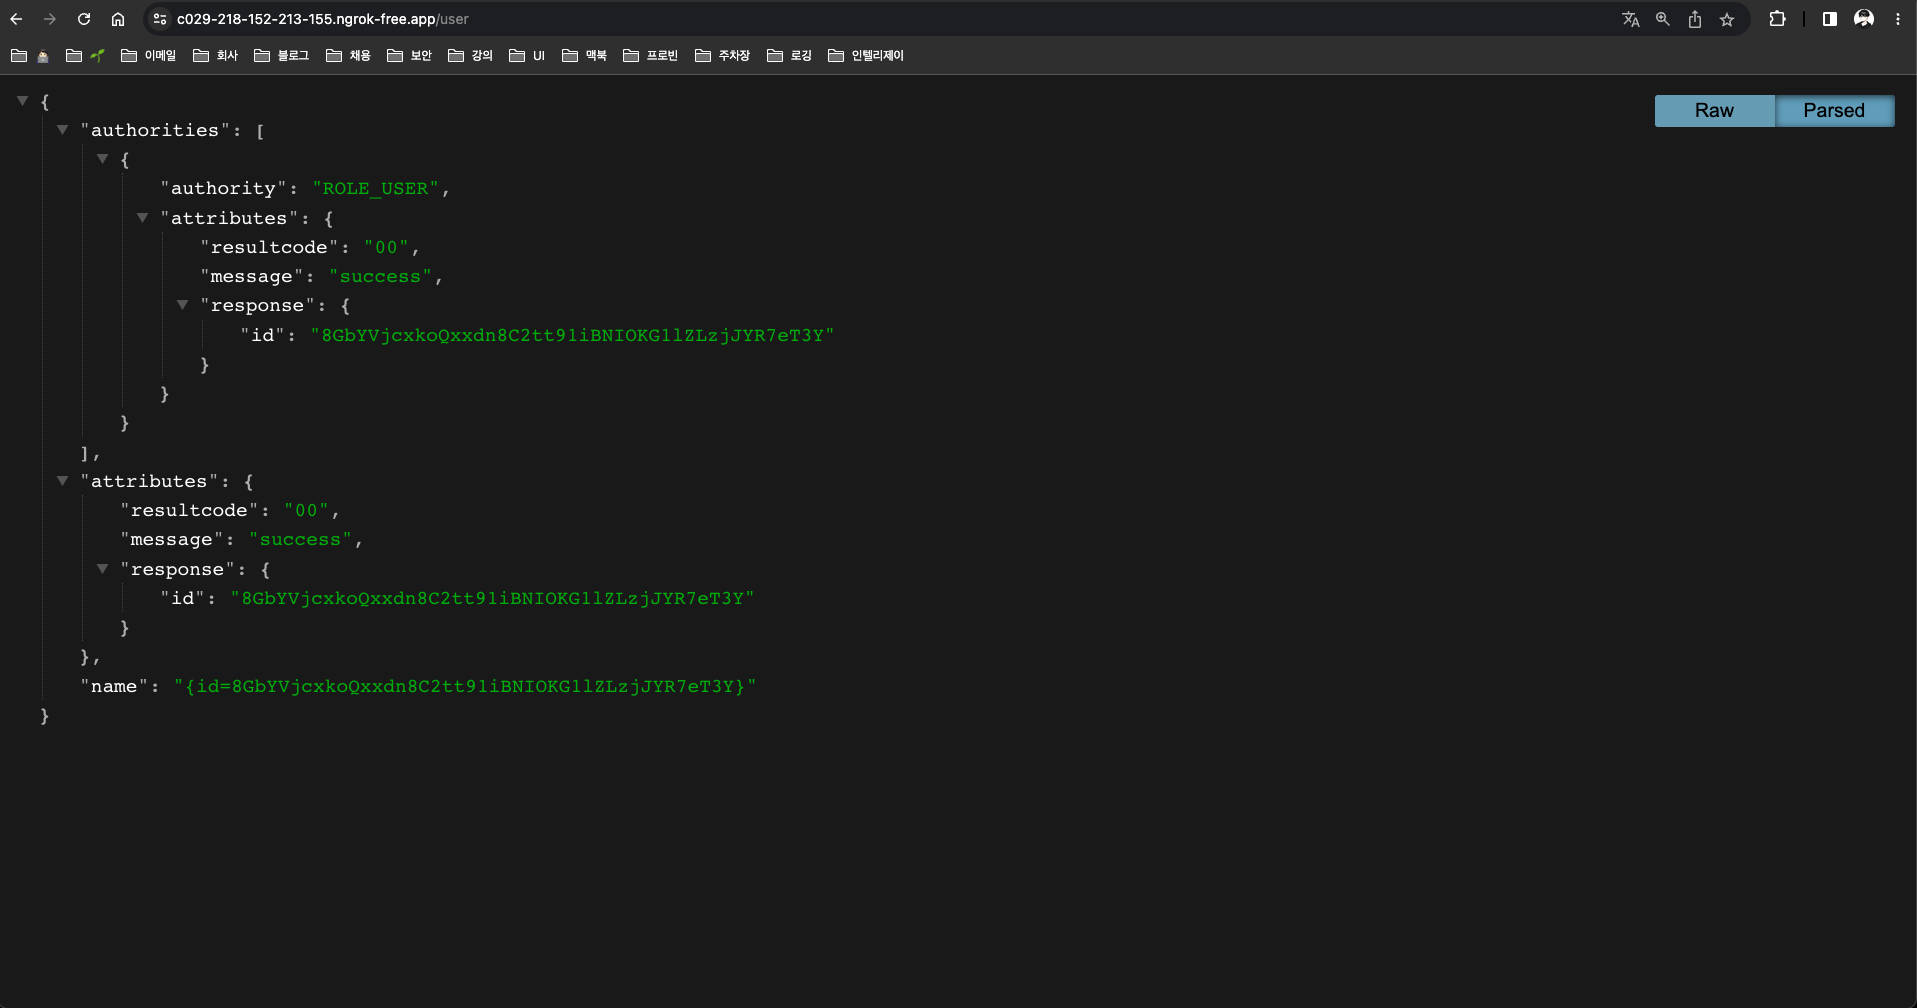 c029-218-152-213-155.ngrok-free.app/user
이메일 회사 블로그 채용 보안 강의 UI 맥북 프로빈 주차장 로깅 인텔리제이
Raw Parsed
{
"authorities": [
{
"authority": "ROLE_USER",
"attributes": {
"resultcode": "00",
"message": "success",
"response": {
"id": "8GbYVjcxkoQxxdn8C2tt91iBNIOKG1lZLzjJYR7eT3Y"
}
}
}
],
"attributes": {
"resultcode": "00",
"message": "success",
"response": {
"id": "8GbYVjcxkoQxxdn8C2tt91iBNIOKG1lZLzjJYR7eT3Y"
}
},
"name": "{id=8GbYVjcxkoQxxdn8C2tt91iBNIOKG1lZLzjJYR7eT3Y}"
}